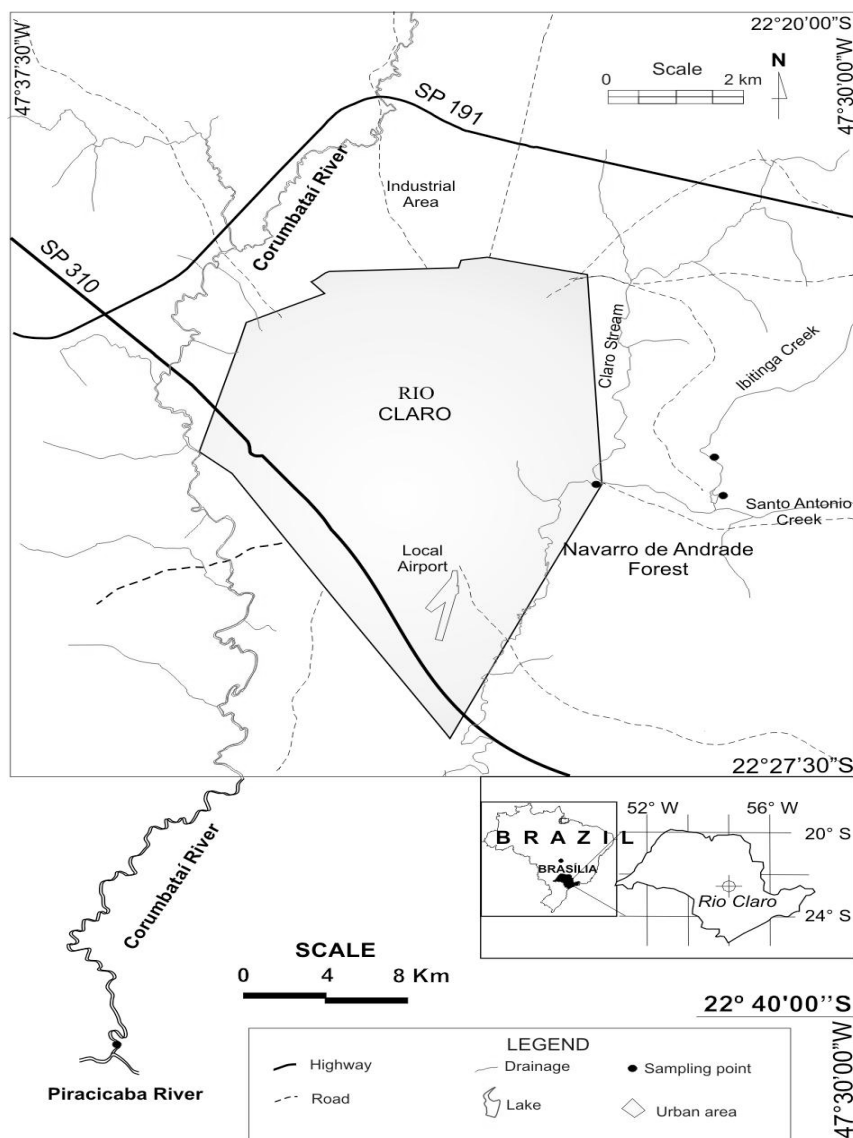 22°20'00"S
47°37'30"W
47°30'00"W
N
Scale
0 2 km
SP 191
Corumbataí River
Industrial
Area
SP 310
Claro Stream
Ibitinga Creek
RIO
CLARO
Santo Antonio
Creek
Local
Airport
Navarro de Andrade
Forest
22°27'30"S
Corumbataí River
BRAZIL
BRASÍLIA
52° W 56° W
20° S
Rio Claro
24° S
SCALE
0 4 8 Km
22° 40'00''S
47°30'00"W
Piracicaba River
LEGEND
Highway
Drainage
Sampling point
Road
Lake
Urban area